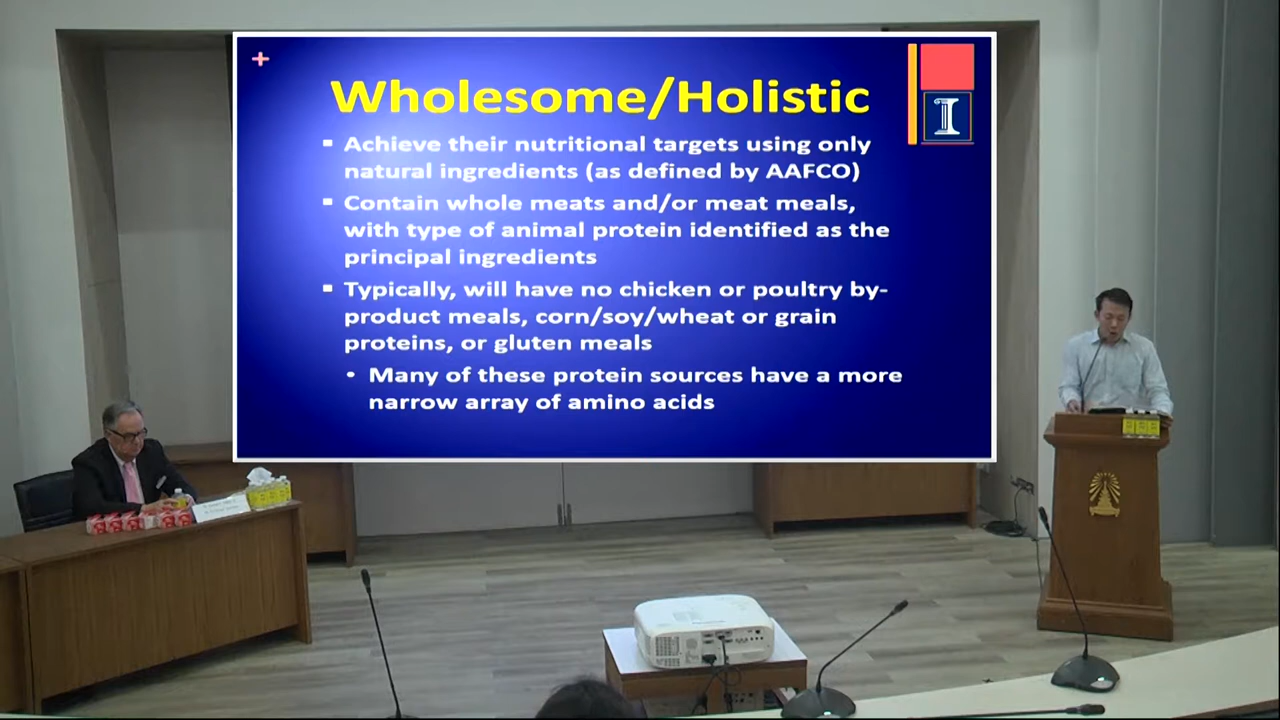 Wholesome/Holistic
I
▪ Achieve their nutritional targets using only
natural ingredients (as defined by AAFCO)
▪ Contain whole meats and/or meat meals,
with type of animal protein identified as the
principal ingredients
▪ Typically, will have no chicken or poultry by-
product meals, corn/soy/wheat or grain
proteins, or gluten meals
• Many of these protein sources have a more
narrow array of amino acids